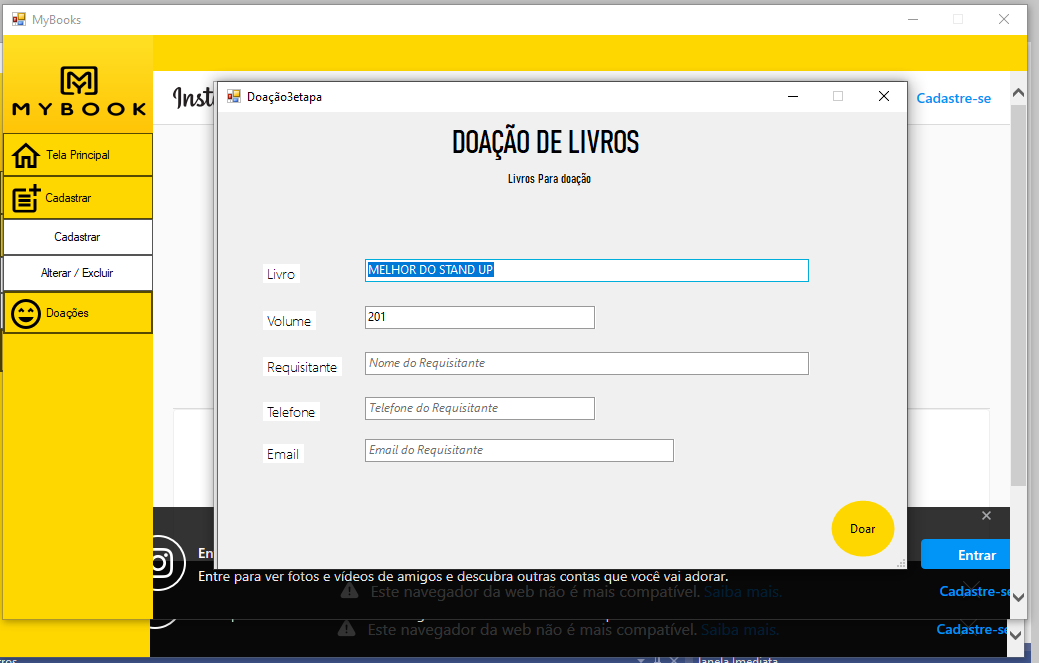 MyBooks
MYBOOK
Tela Principal
Cadastrar
Cadastrar
Alterar / Excluir
Doações
Inst
Cadastre-se
Doação3etapa
DOAÇÃO DE LIVROS
Livros Para doação
Livro
MELHOR DO STAND UP
Volume
201
Requisitante
Nome do Requisitante
Telefone
Telefone do Requisitante
Email
Email do Requisitante
Doar
En
Entrar
Entre para ver fotos e vídeos de amigos e descubra outras contas que você vai adorar.
Este navegador da web não é mais compatível. Saiba mais.
Cadastre-se
Este navegador da web não é mais compatível. Saiba mais.
Cadastre-se
ros
Janela Imediata